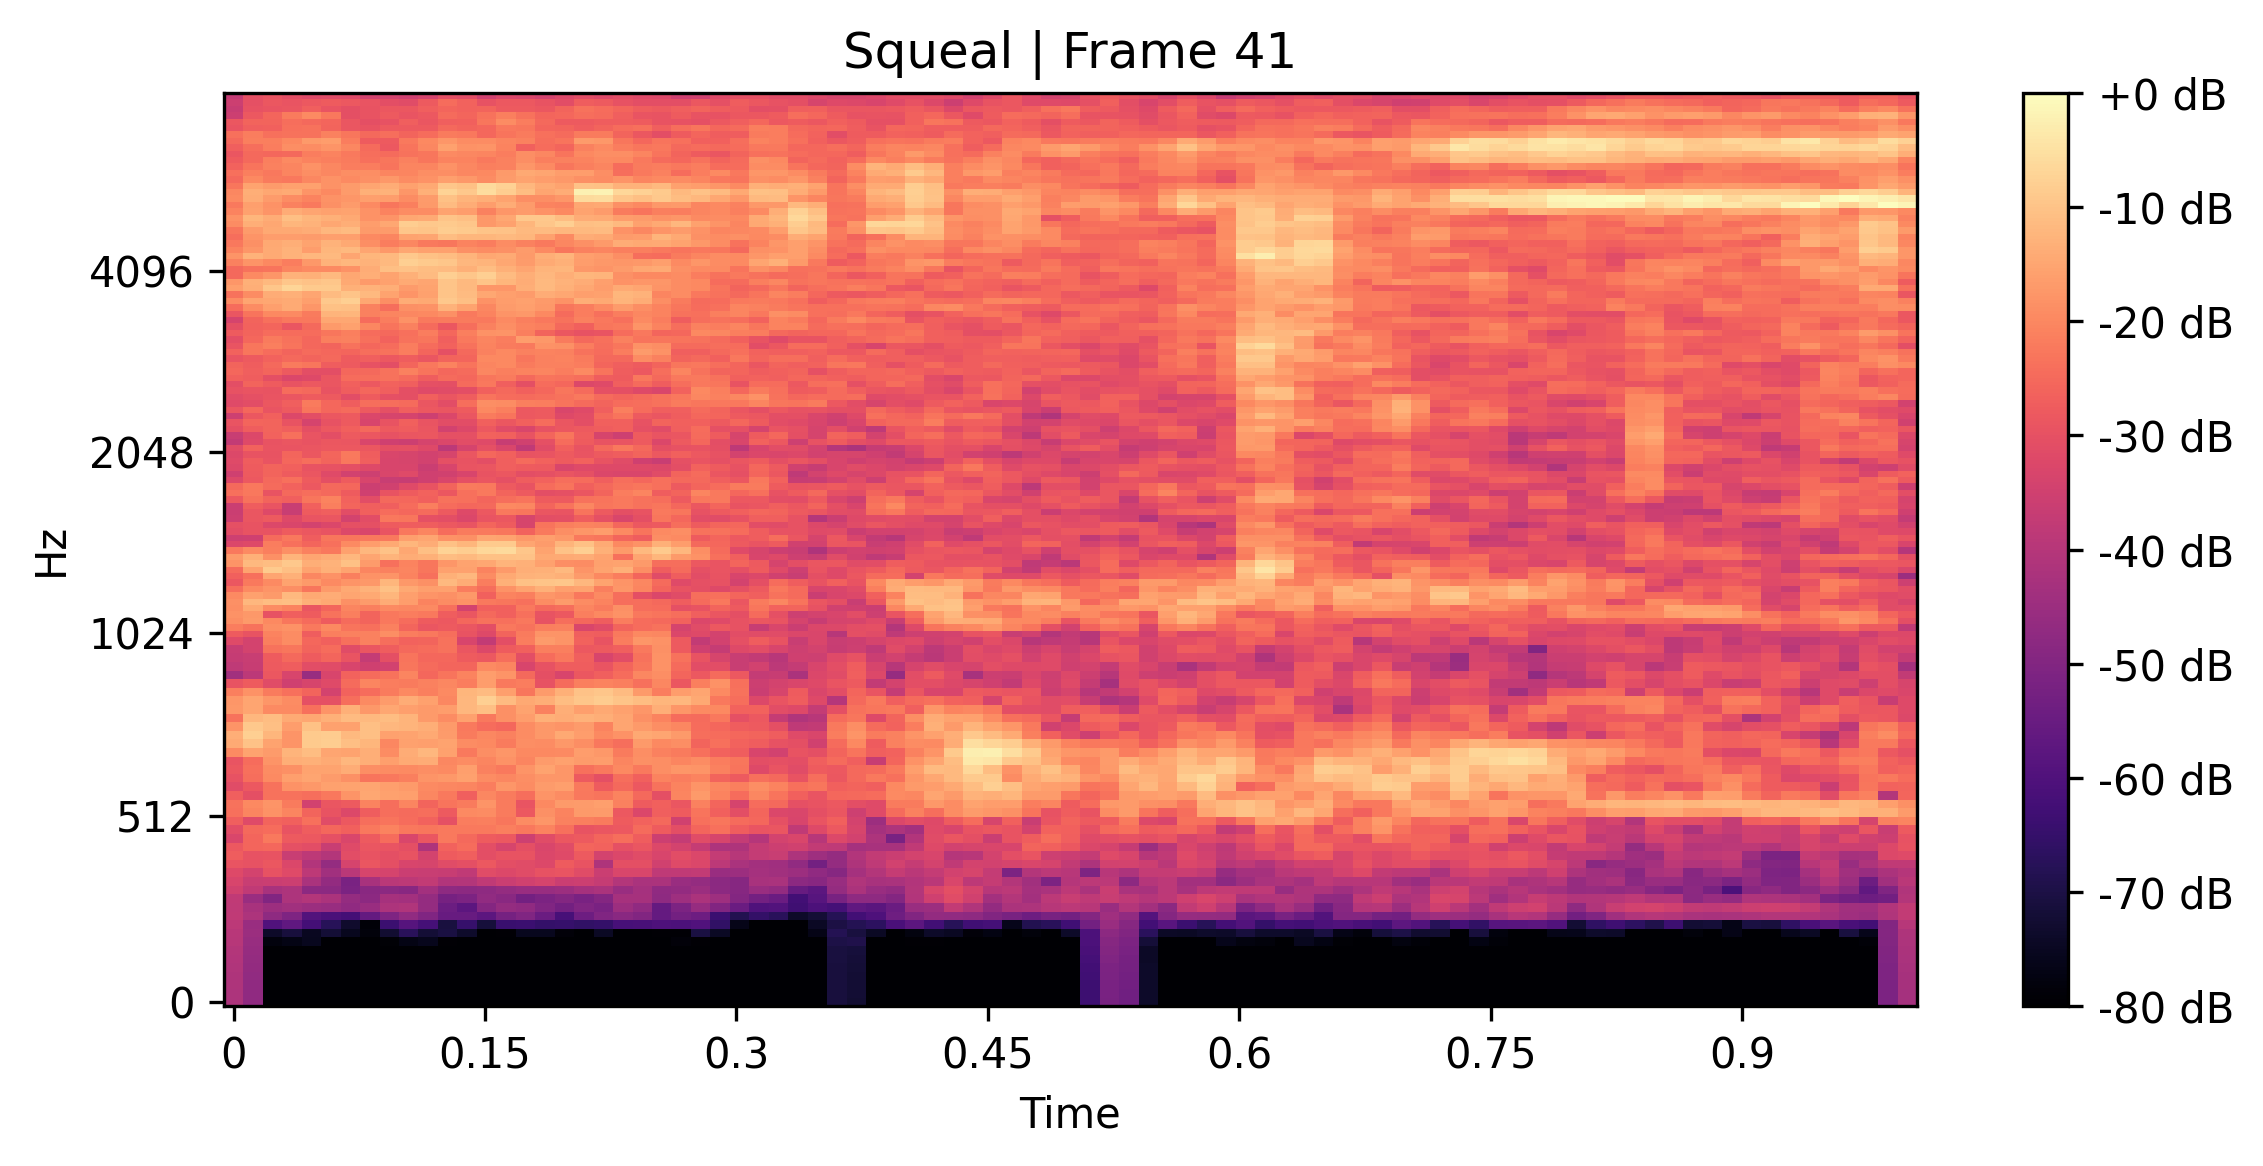 Squeal | Frame 41
+0 dB
-10 dB
-20 dB
-30 dB
-40 dB
-50 dB
-60 dB
-70 dB
-80 dB
Hz
4096
2048
1024
512
0
0 0.15 0.3 0.45 0.6 0.75 0.9
Time